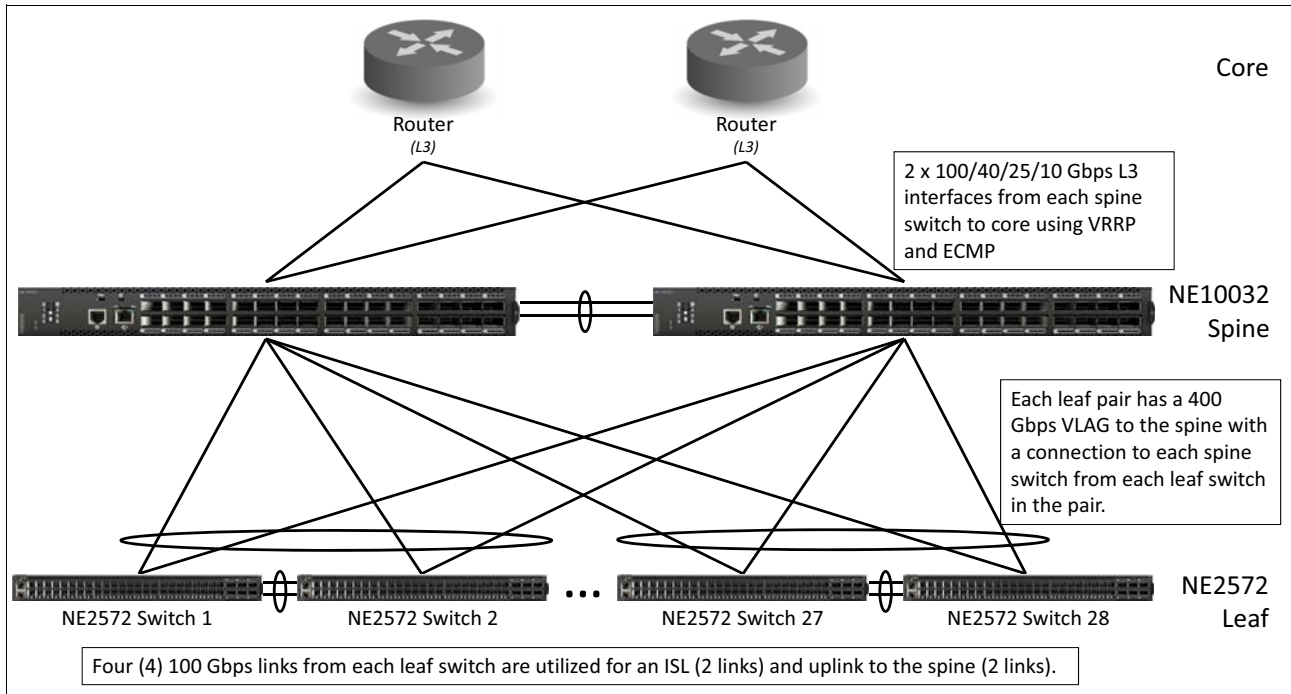 Core
Router
(L3)
Router
(L3)
2 x 100/40/25/10 Gbps L3
interfaces from each spine
switch to core using VRRP
and ECMP
NE10032
Spine
Each leaf pair has a 400
Gbps VLAG to the spine with
a connection to each spine
switch from each leaf switch
in the pair.
...
NE2572 Switch 1
NE2572 Switch 2
NE2572 Switch 27
NE2572 Switch 28
NE2572
Leaf
Four (4) 100 Gbps links from each leaf switch are utilized for an ISL (2 links) and uplink to the spine (2 links).